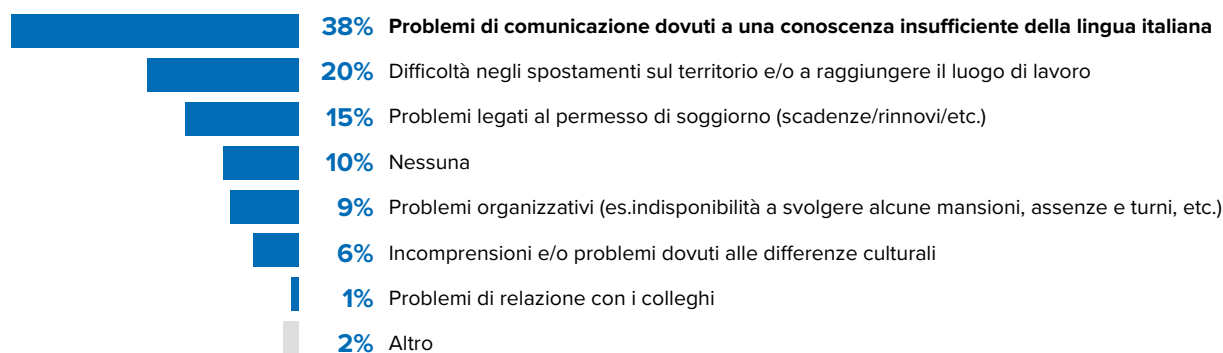 38% Problemi di comunicazione dovuti a una conoscenza insufficiente della lingua italiana
20% Difficoltà negli spostamenti sul territorio e/o a raggiungere il luogo di lavoro
15% Problemi legati al permesso di soggiorno (scadenze/rinnovi/etc.)
10% Nessuna
9% Problemi organizzativi (es.indisponibilità a svolgere alcune mansioni, assenze e turni, etc.)
6% Incomprensioni e/o problemi dovuti alle differenze culturali
1% Problemi di relazione con i colleghi
2% Altro